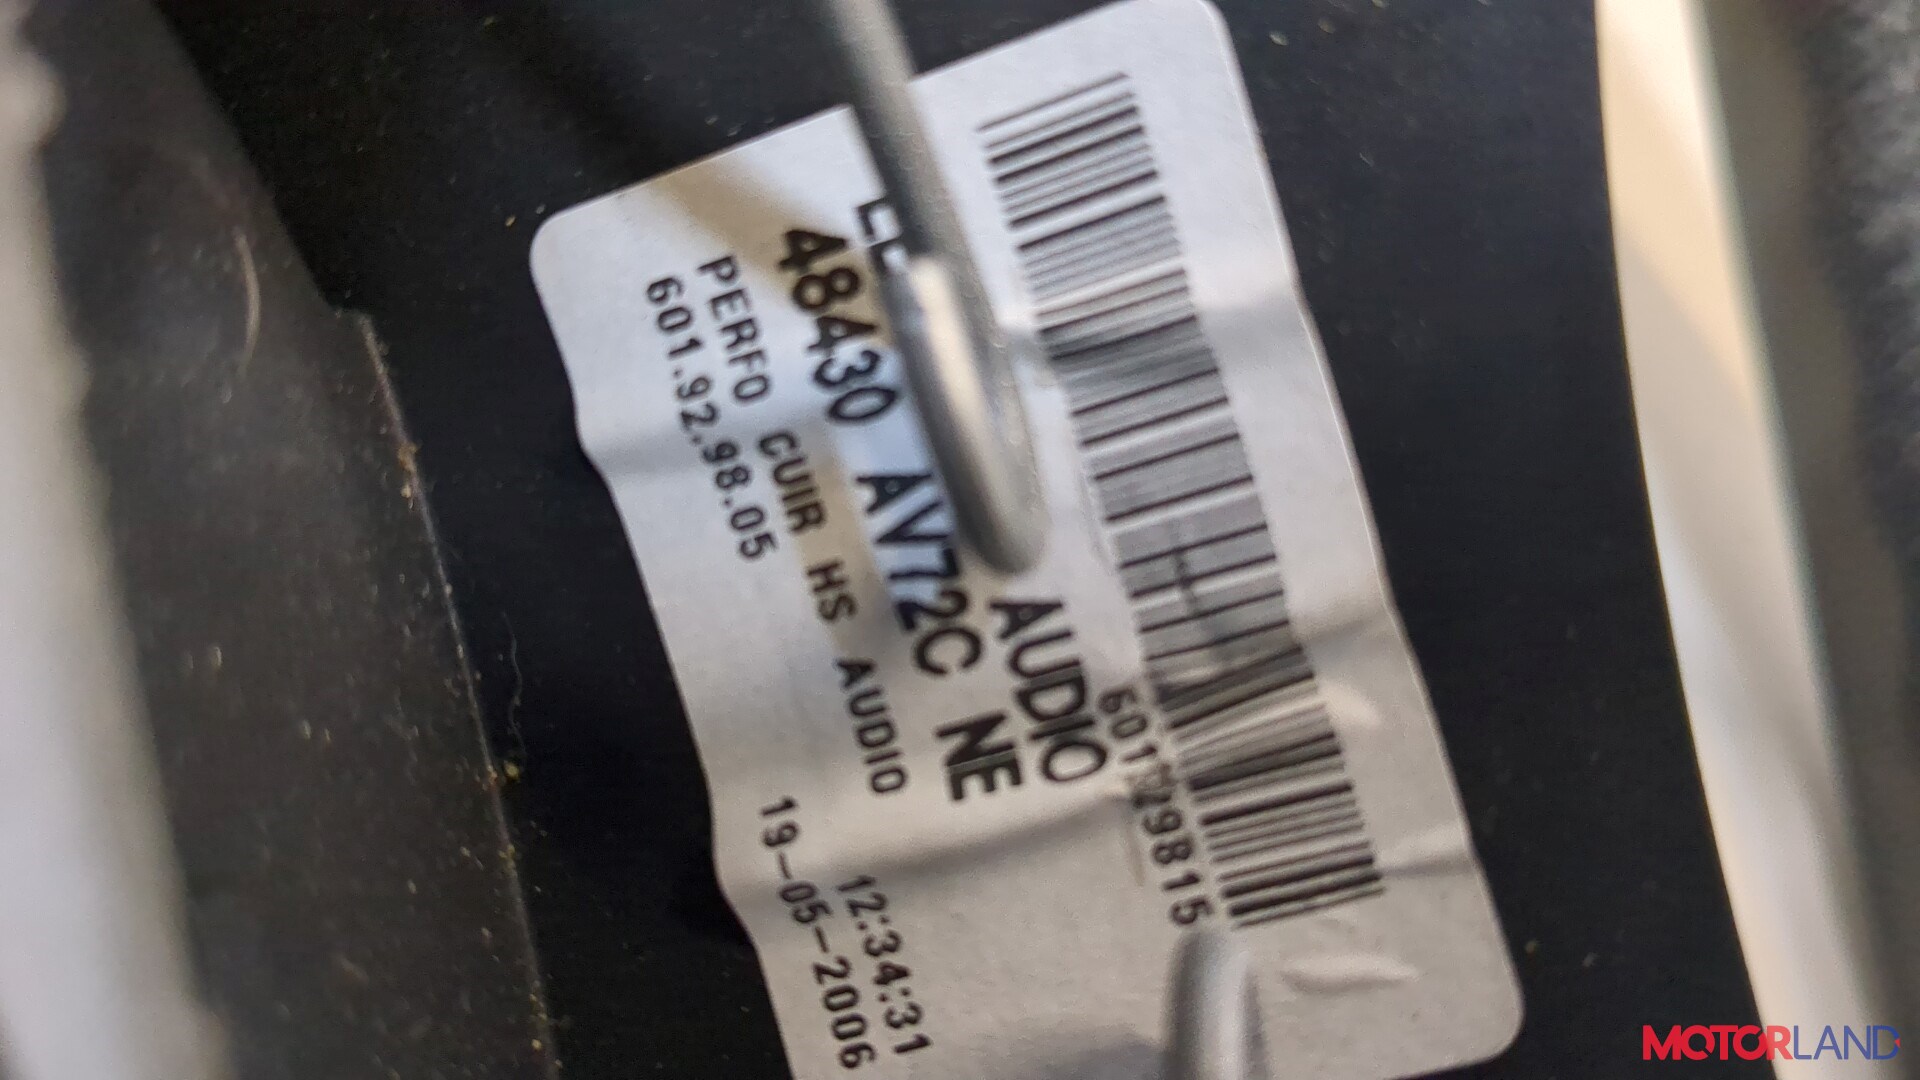 AUDIO
48430 AV72C NE
PERFO CUIR HS AUDIO
601.92.98.05
12:34:31
19-05-2006
MOTORLAND